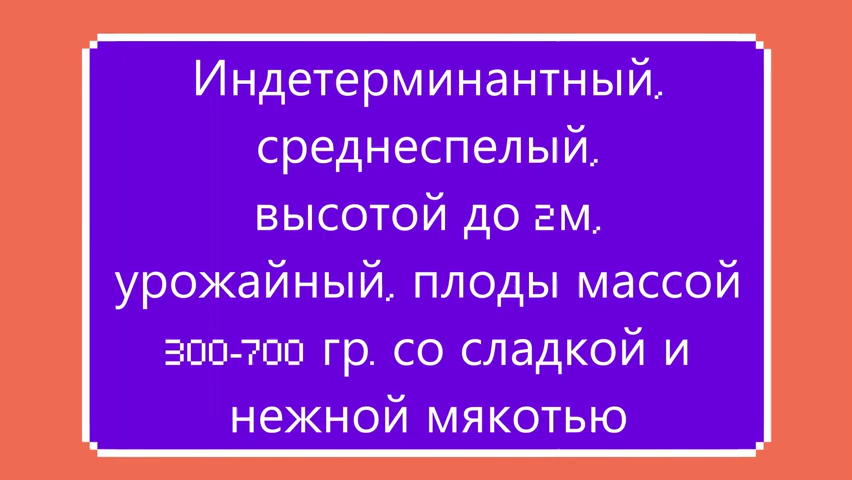 Индетерминантный,
среднеспелый,
высотой до 2м,
урожайный, плоды массой
300-700 гр. со сладкой и
нежной мякотью